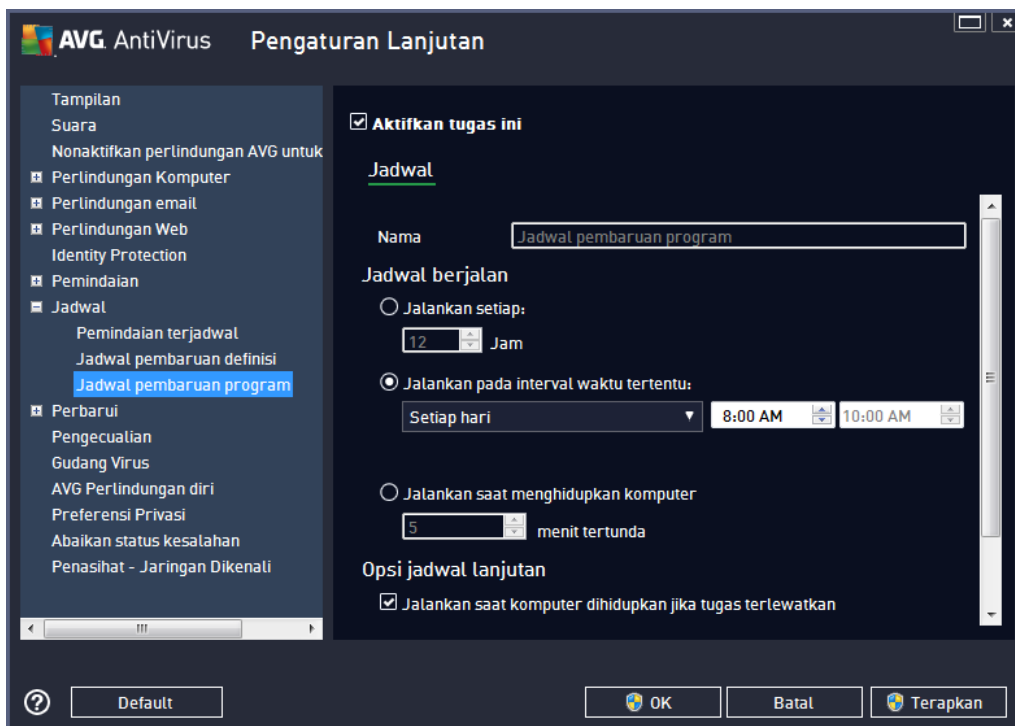 AVG. AntiVirus Pengaturan Lanjutan
Tampilan
Suara
Nonaktifkan perlindungan AVG untuk
Perlindungan Komputer
Perlindungan email
Perlindungan Web
Identity Protection
Pemindaian
Jadwal
Pemindaian terjadwal
Jadwal pembaruan definisi
Jadwal pembaruan program
Perbarui
Pengecualian
Gudang Virus
AVG Perlindungan diri
Preferensi Privasi
Abaikan status kesalahan
Penasihat - Jaringan Dikenali
Aktifkan tugas ini
Jadwal
Nama Jadwal pembaruan program
Jadwal berjalan
Jalankan setiap:
12 Jam
Jalankan pada interval waktu tertentu:
Setiap hari 8:00 AM 10:00 AM
Jalankan saat menghidupkan komputer
5 menit tertunda
Opsi jadwal lanjutan
Jalankan saat komputer dihidupkan jika tugas terlewatkan
? Default OK Batal Terapkan